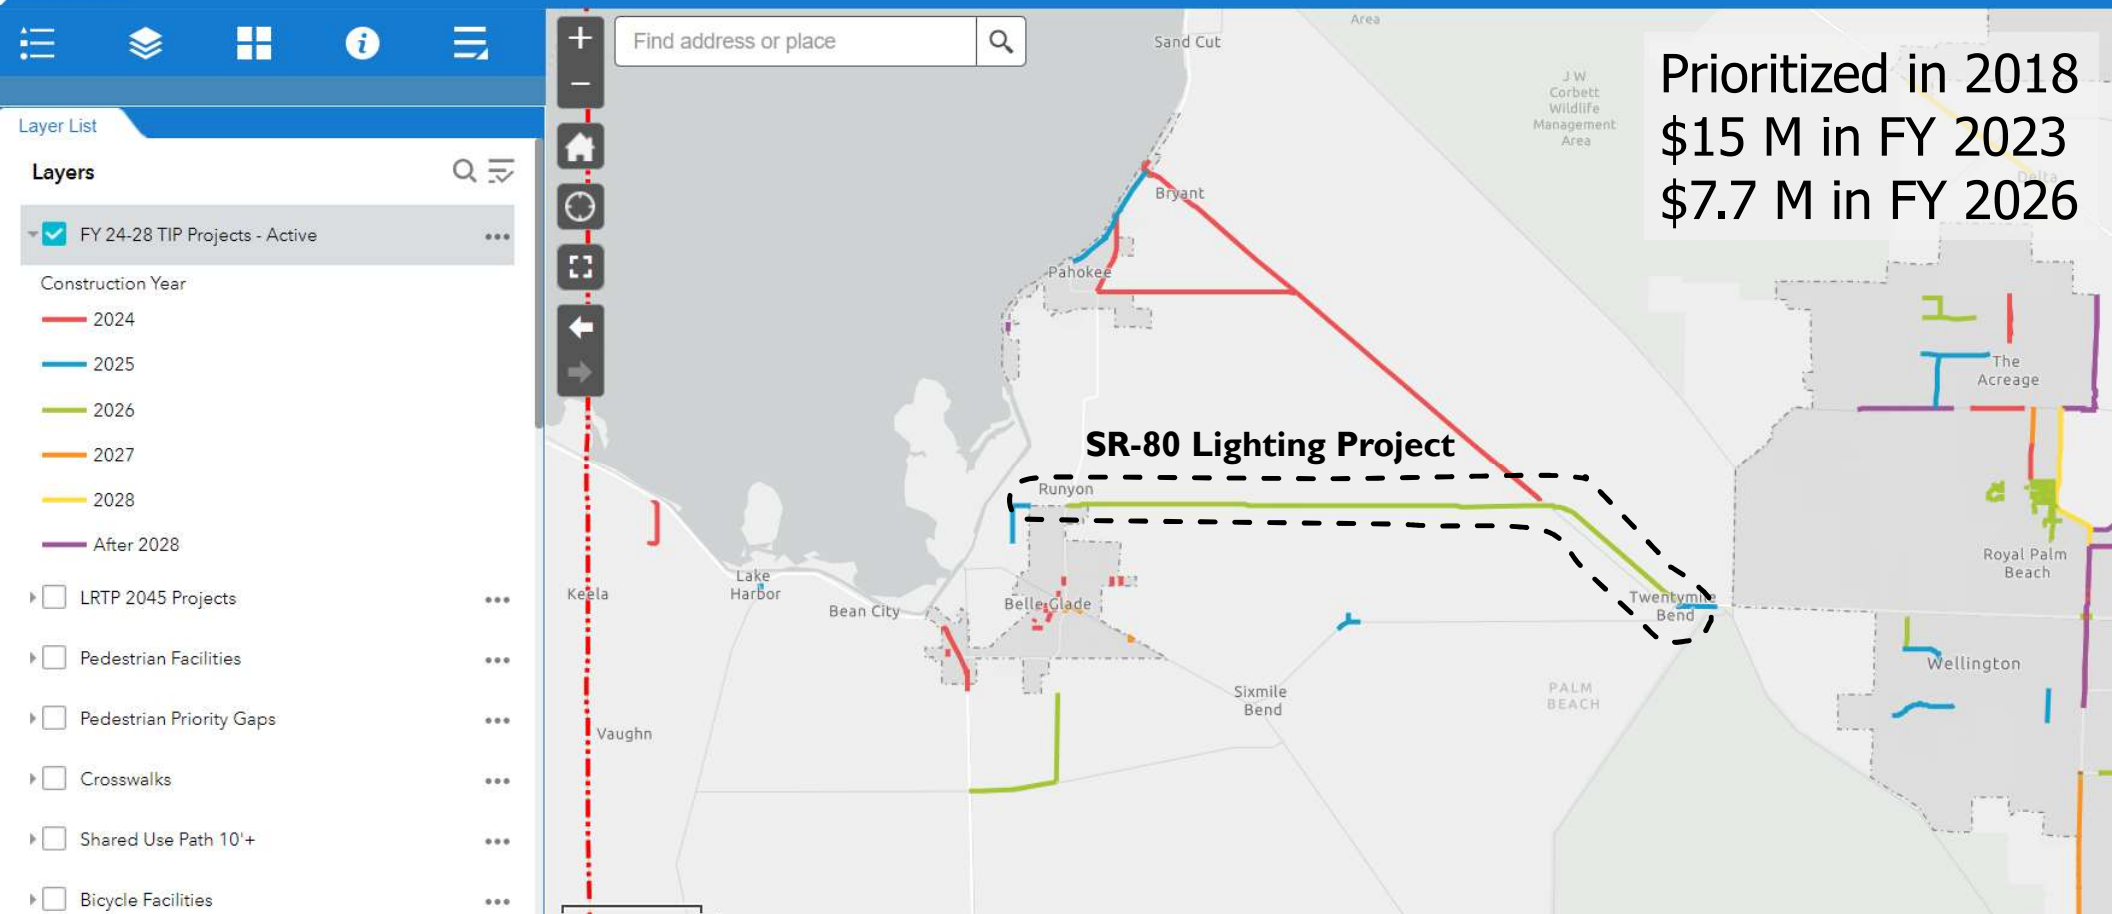 Layer List
Layers
FY 24-28 TIP Projects - Active
Construction Year
2024
2025
2026
2027
2028
After 2028
LRTP 2045 Projects
Pedestrian Facilities
Pedestrian Priority Gaps
Crosswalks
Shared Use Path 10'+
Bicycle Facilities
Find address or place
Area
Sand Cut
J W
Corbett
Wildlife
Management
Area
Prioritized in 2018
$15 M in FY 2023
$7.7 M in FY 2026
Delta
Bryant
Pahokee
The
Acreage
SR-80 Lighting Project
Runyon
Royal Palm
Beach
Keela
Lake
Harbor
Bean City
Belle Glade
Twentymile
Bend
Wellington
Sixmile
Bend
PALM
BEACH
Vaughn